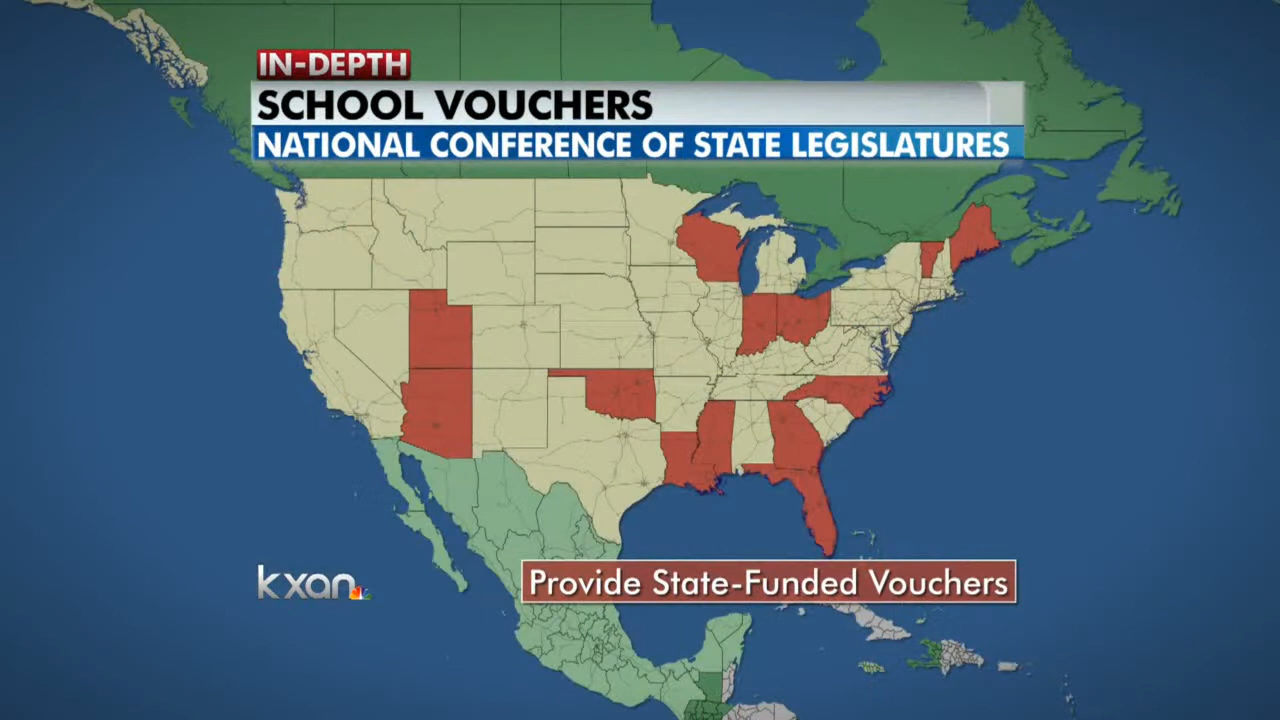 IN-DEPTH
SCHOOL VOUCHERS
NATIONAL CONFERENCE OF STATE LEGISLATURES
kxan
Provide State-Funded Vouchers